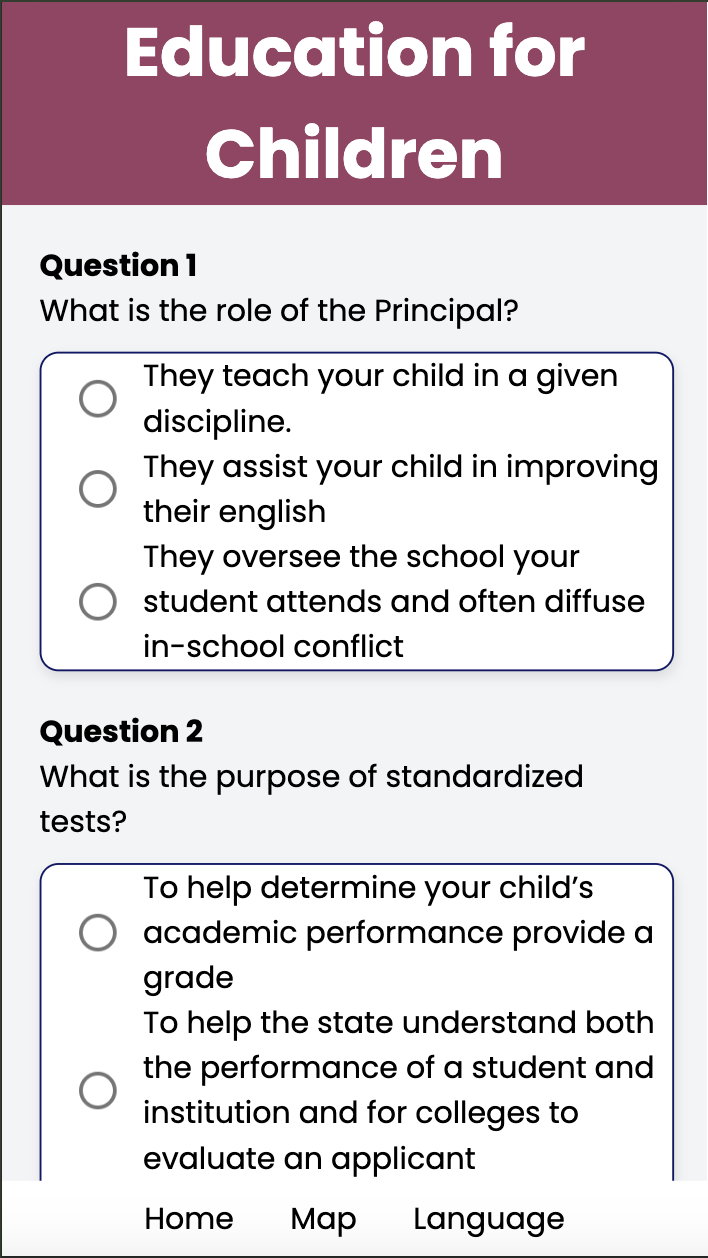 Education for
Children
Question 1
What is the role of the Principal?
They teach your child in a given
discipline.
They assist your child in improving
their english
They oversee the school your
student attends and often diffuse
in-school conflict
Question 2
What is the purpose of standardized
tests?
To help determine your child’s
academic performance provide a
grade
To help the state understand both
the performance of a student and
institution and for colleges to
evaluate an applicant
Home Map Language